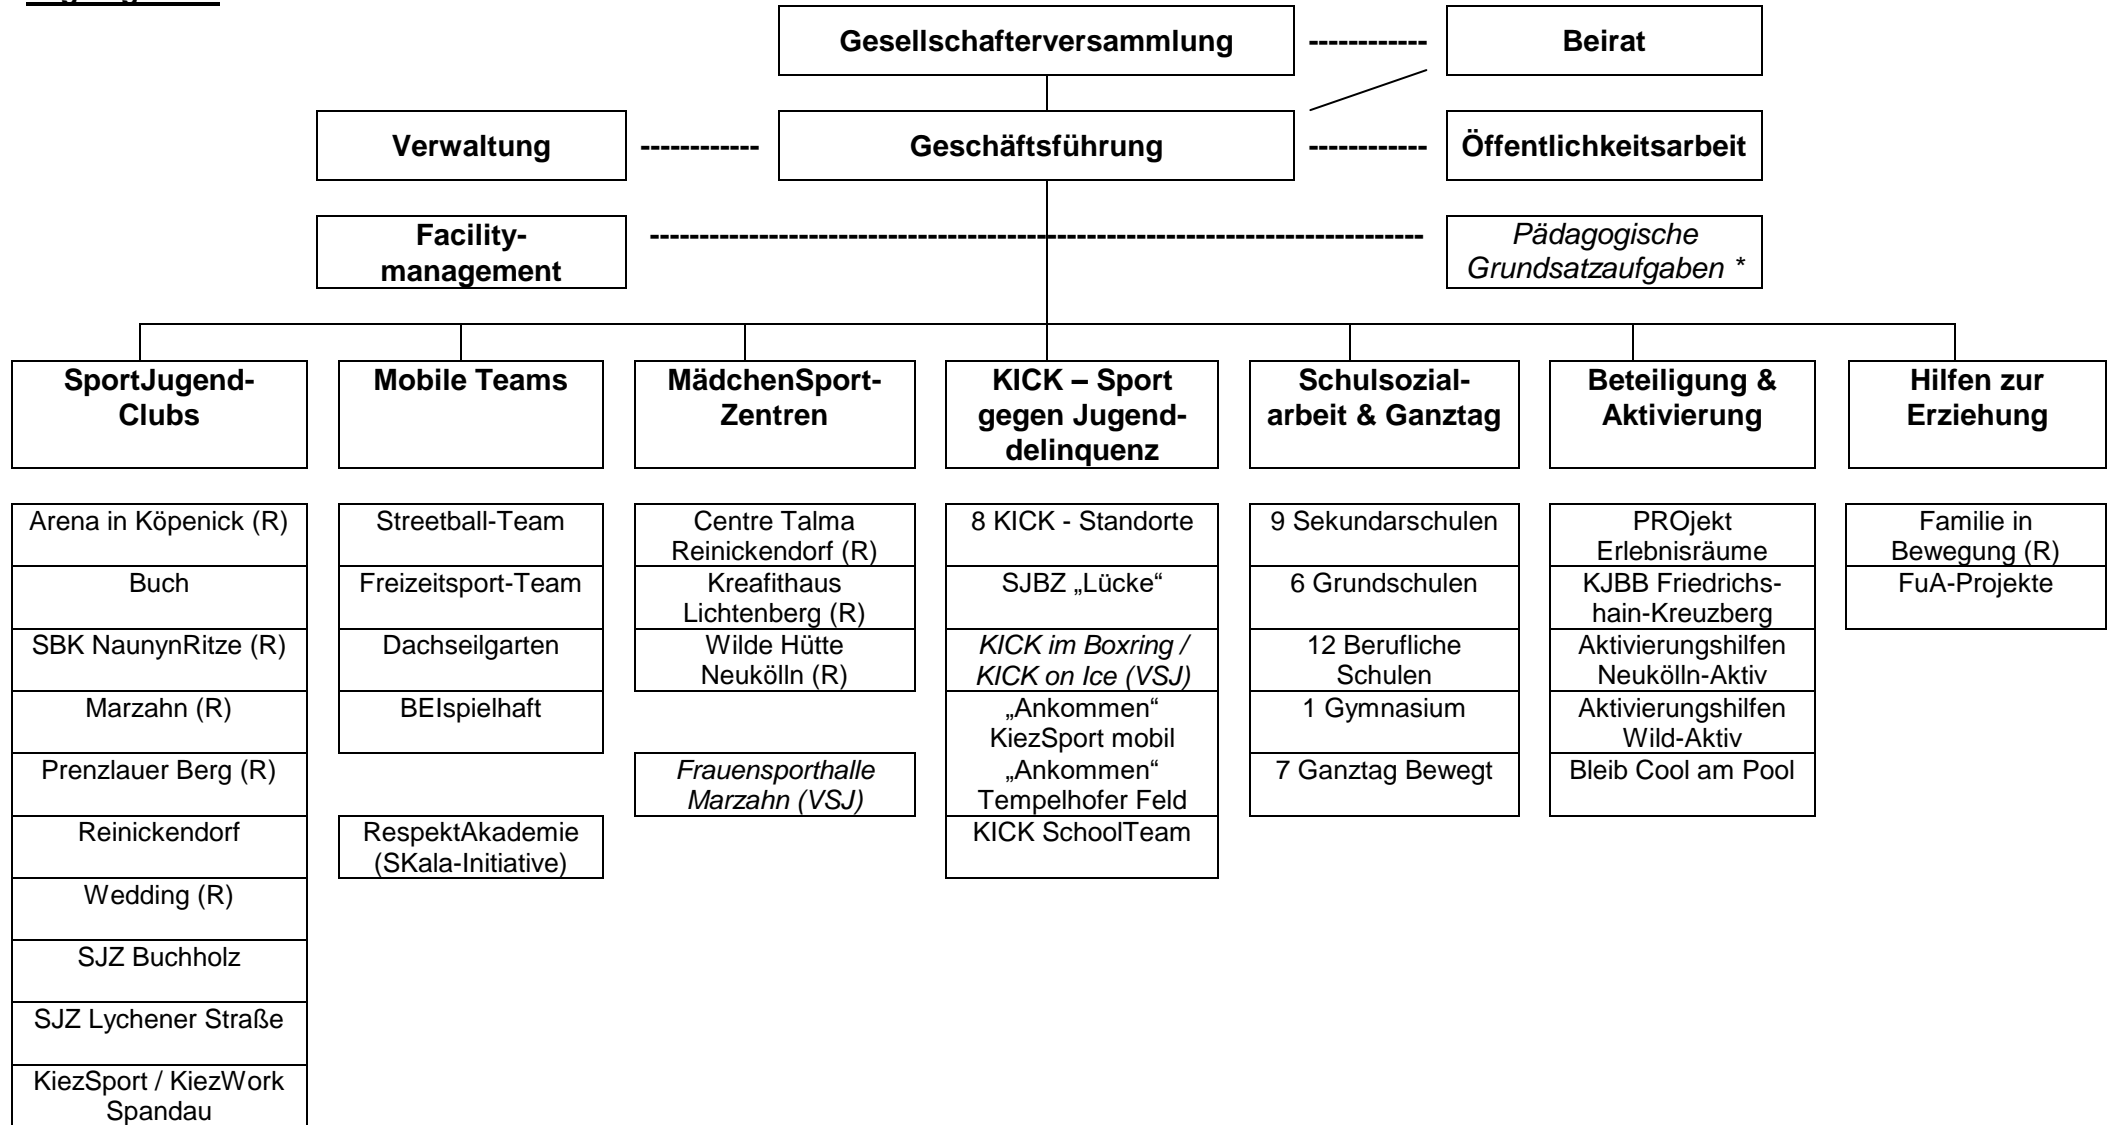 Gesellschafterversammlung ------------ Beirat
Verwaltung ------------ Geschäftsführung ------------ Öffentlichkeitsarbeit
Facility-
management
Pädagogische
Grundsatzaufgaben *
SportJugend-
Clubs
Mobile Teams
MädchenSport-
Zentren
KICK – Sport
gegen Jugend-
delinquenz
Schulsozial-
arbeit & Ganztag
Beteiligung &
Aktivierung
Hilfen zur
Erziehung
Arena in Köpenick (R)
Buch
SBK NaunynRitze (R)
Marzahn (R)
Prenzlauer Berg (R)
Reinickendorf
Wedding (R)
SJZ Buchholz
SJZ Lychener Straße
KiezSport / KiezWork
Spandau
Streetball-Team
Freizeitsport-Team
Dachseilgarten
BEIspielhaft
RespektAkademie
(SKala-Initiative)
Centre Talma
Reinickendorf (R)
Kreafithaus
Lichtenberg (R)
Wilde Hütte
Neukölln (R)
Frauensporthalle
Marzahn (VSJ)
8 KICK - Standorte
SJBZ „Lücke“
KICK im Boxring /
KICK on Ice (VSJ)
„Ankommen“
KiezSport mobil
„Ankommen“
Tempelhofer Feld
KICK SchoolTeam
9 Sekundarschulen
6 Grundschulen
12 Berufliche
Schulen
1 Gymnasium
7 Ganztag Bewegt
PROjekt
Erlebnisräume
KJBB Friedrichs-
hain-Kreuzberg
Aktivierungshilfen
Neukölln-Aktiv
Aktivierungshilfen
Wild-Aktiv
Bleib Cool am Pool
Familie in
Bewegung (R)
FuA-Projekte